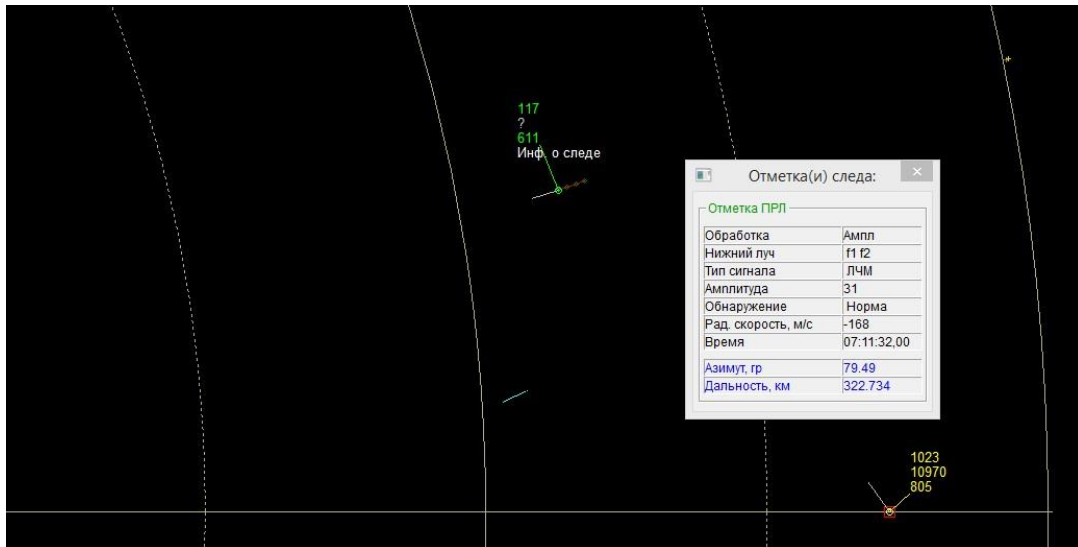 117
?
611
Инф. о следе
Отметка(и) следа:
Отметка ПРЛ
Обработка Ампл
Нижний луч f1 f2
Тип сигнала ЛЧМ
Амплитуда 31
Обнаружение Норма
Рад. скорость, м/с -168
Время 07:11:32,00
Азимут, гр 79.49
Дальность, км 322.734
1023
10970
805